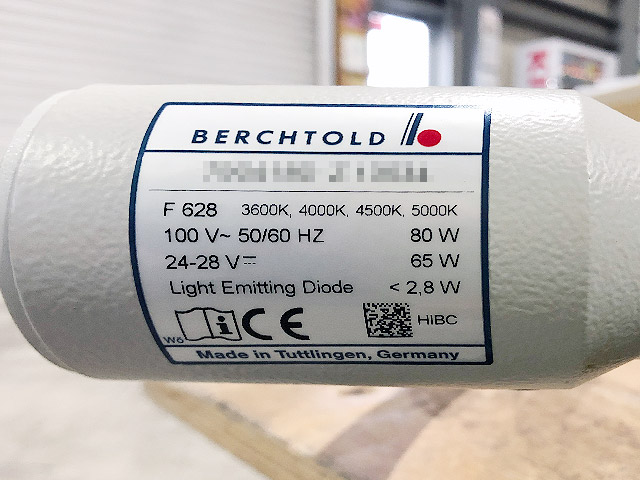 BERCHTOLD
F 628 3600K, 4000K, 4500K, 5000K
100 V~ 50/60 HZ 80 W
24-28 V⎓ 65 W
Light Emitting Diode < 2,8 W
W6 i CE HIBC
Made in Tuttlingen, Germany